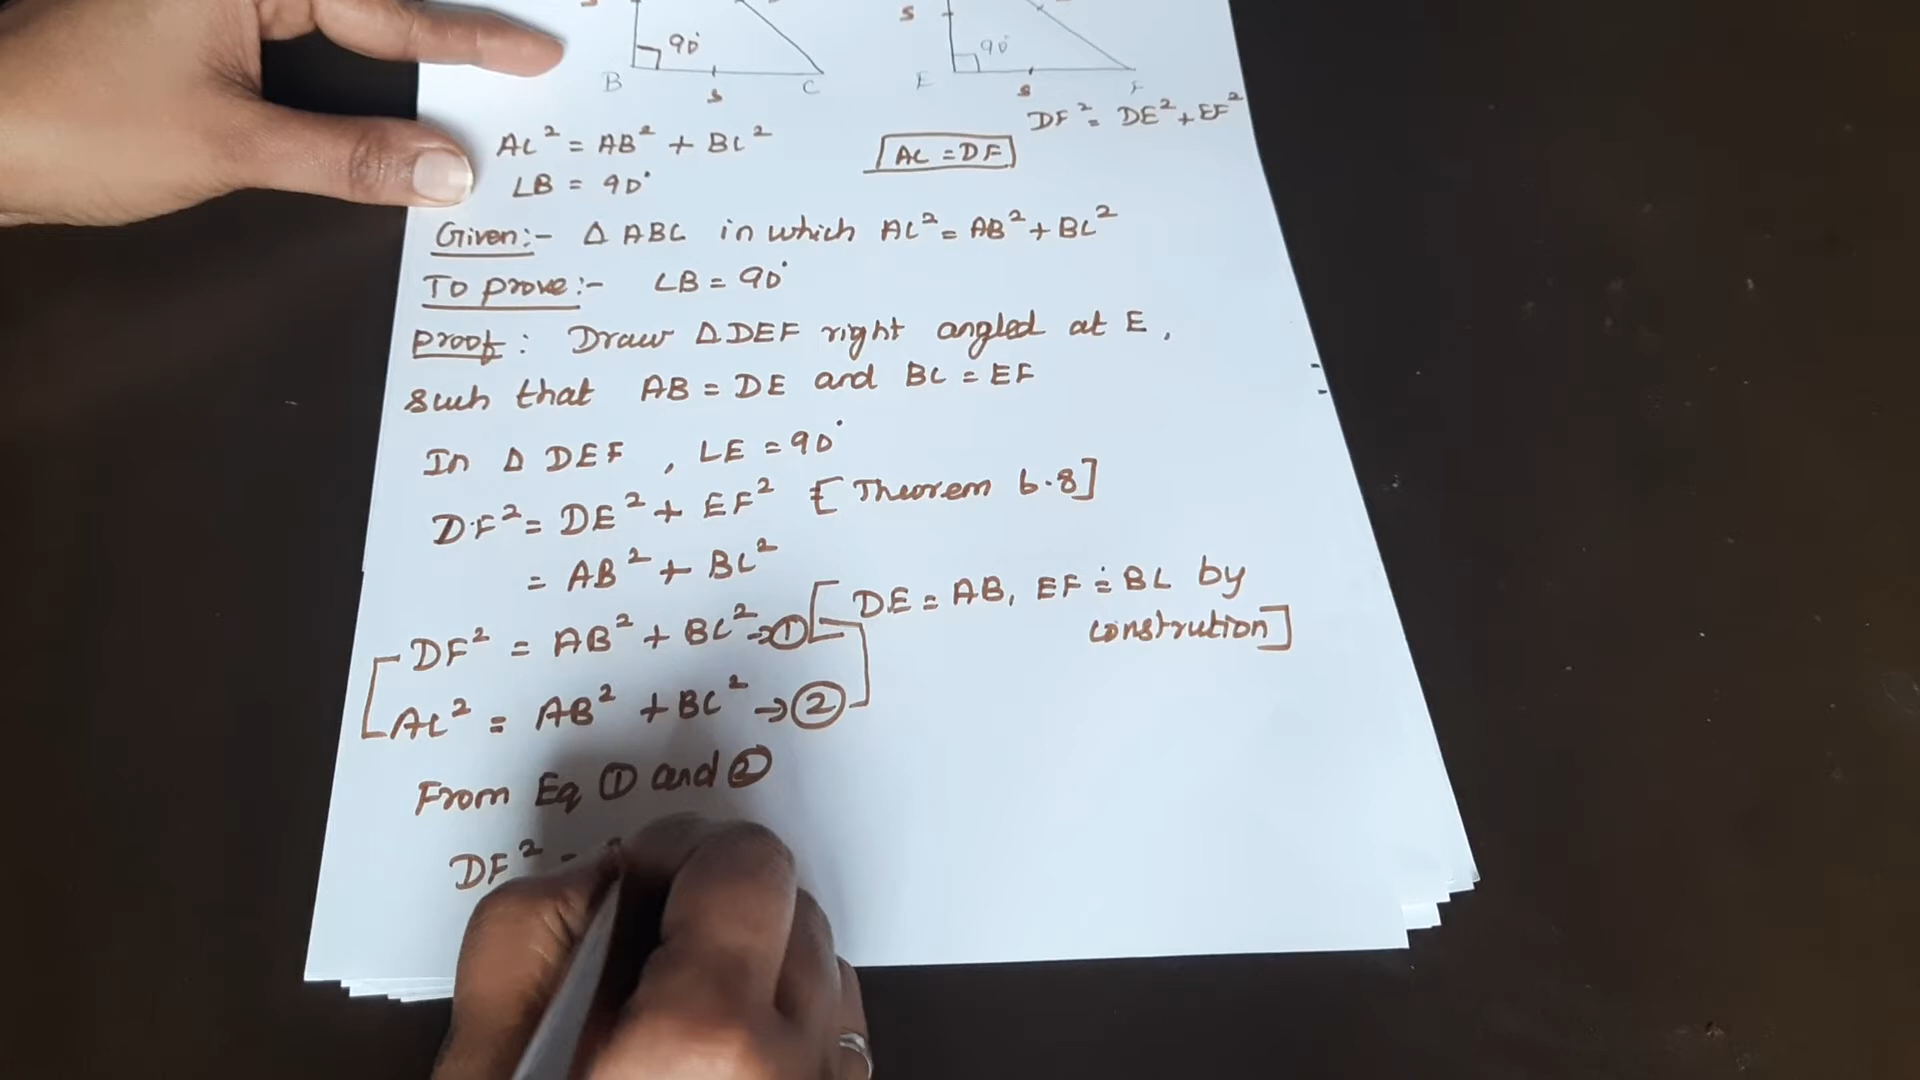 S
S
90°
90°
B
S
C
E
S
F
DF² = DE² + EF²
AC² = AB² + BC²
AC = DF
∠B = 90°
Given:- Δ ABC in which AC² = AB² + BC²
To prove:- ∠B = 90°
Proof: Draw ΔDEF right angled at E,
such that AB = DE and BC = EF
In Δ DEF, ∠E = 90°
DF² = DE² + EF² [Theorem 6.8]
= AB² + BC²
DF² = AB² + BC² → ① [DE = AB, EF = BC by
constrution]
AC² = AB² + BC² → ②
From Eq ① and ②
DF² =